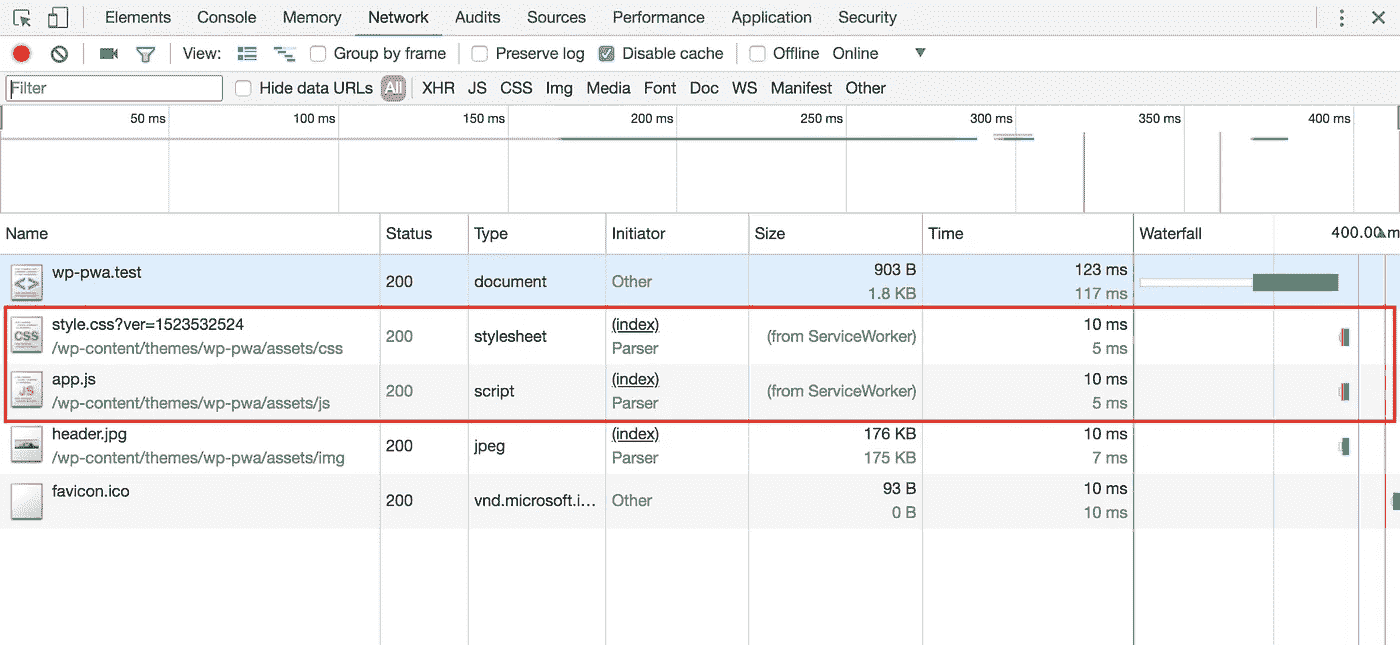 Elements Console Memory Network Audits Sources Performance Application Security
View: Group by frame Preserve log Disable cache Offline Online
Filter Hide data URLs All XHR JS CSS Img Media Font Doc WS Manifest Other
50 ms 100 ms 150 ms 200 ms 250 ms 300 ms 350 ms 400 ms
Name Status Type Initiator Size Time Waterfall 400.00 m
wp-pwa.test 200 document Other 903 B 123 ms
1.8 KB 117 ms
CSS style.css?ver=1523532524 200 stylesheet (index) (from ServiceWorker) 10 ms
/wp-content/themes/wp-pwa/assets/css Parser 5 ms
JS app.js 200 script (index) (from ServiceWorker) 10 ms
/wp-content/themes/wp-pwa/assets/js Parser 5 ms
header.jpg 200 jpeg (index) 176 KB 10 ms
/wp-content/themes/wp-pwa/assets/img Parser 175 KB 7 ms
favicon.ico 200 vnd.microsoft.i... Other 93 B 10 ms
0 B 10 ms